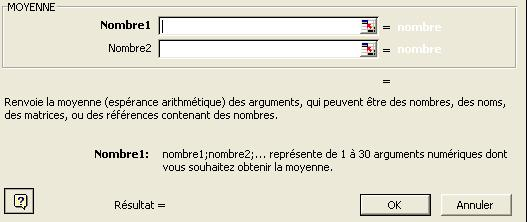 MOYENNE
Nombre1 = nombre
Nombre2 = nombre
=
Renvoie la moyenne (espérance arithmétique) des arguments, qui peuvent être des nombres, des noms,
des matrices, ou des références contenant des nombres.
Nombre1: nombre1;nombre2;... représente de 1 à 30 arguments numériques dont
vous souhaitez obtenir la moyenne.
? Résultat = OK Annuler